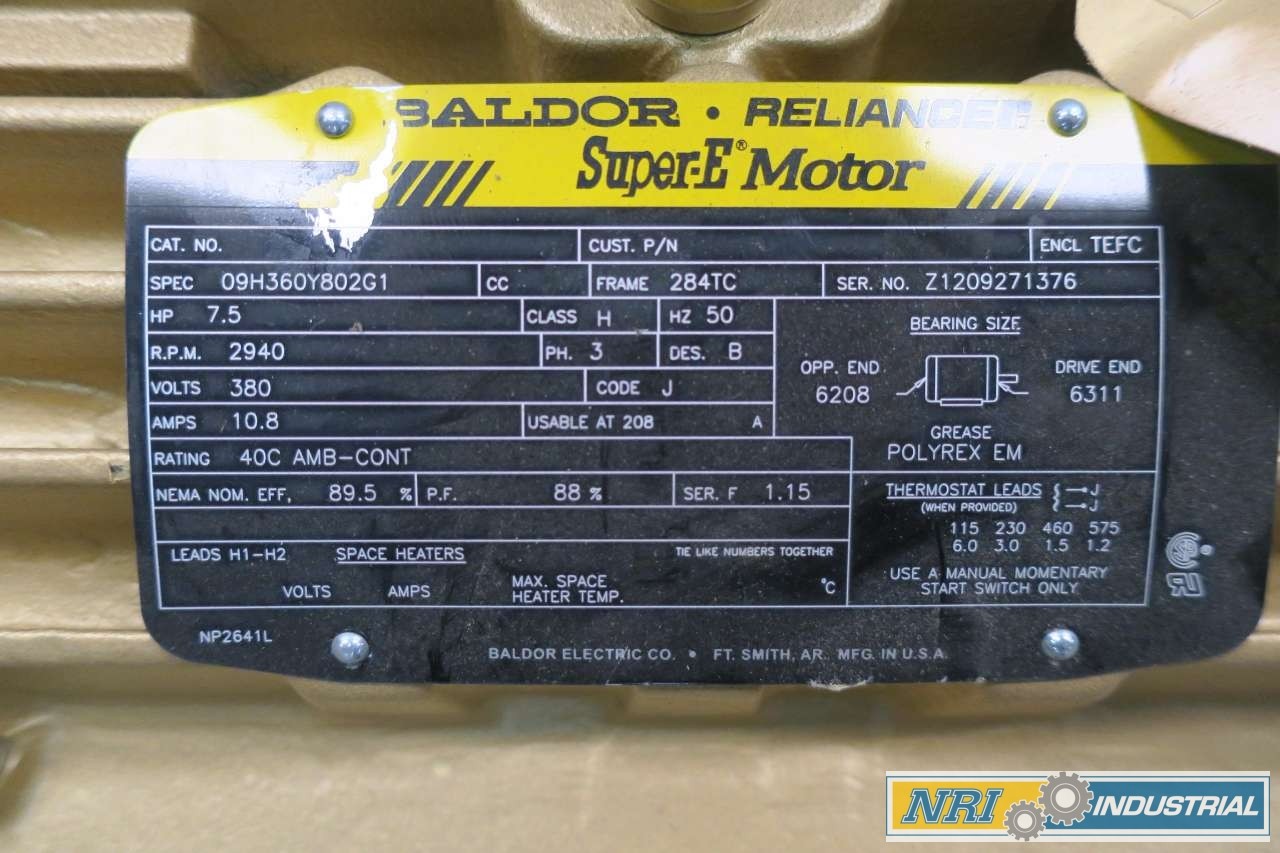 BALDOR • RELIANCER
Super-E® Motor
CAT. NO. CUST. P/N ENCL TEFC
SPEC 09H360Y802G1 CC FRAME 284TC SER. NO. Z1209271376
HP 7.5 CLASS H HZ 50
R.P.M. 2940 PH. 3 DES. B
VOLTS 380 CODE J
AMPS 10.8 USABLE AT 208 A
RATING 40C AMB-CONT
NEMA NOM. EFF, 89.5 % P.F. 88 % SER. F 1.15
LEADS H1-H2 SPACE HEATERS TIE LIKE NUMBERS TOGETHER
VOLTS AMPS MAX. SPACE HEATER TEMP. °C
BEARING SIZE
OPP. END DRIVE END
6208 6311
GREASE
POLYREX EM
THERMOSTAT LEADS J
(WHEN PROVIDED) J
115 230 460 575
6.0 3.0 1.5 1.2
USE A MANUAL MOMENTARY
START SWITCH ONLY
NP2641L
BALDOR ELECTRIC CO. • FT. SMITH, AR. MFG. IN U.S.A.
NRI INDUSTRIAL